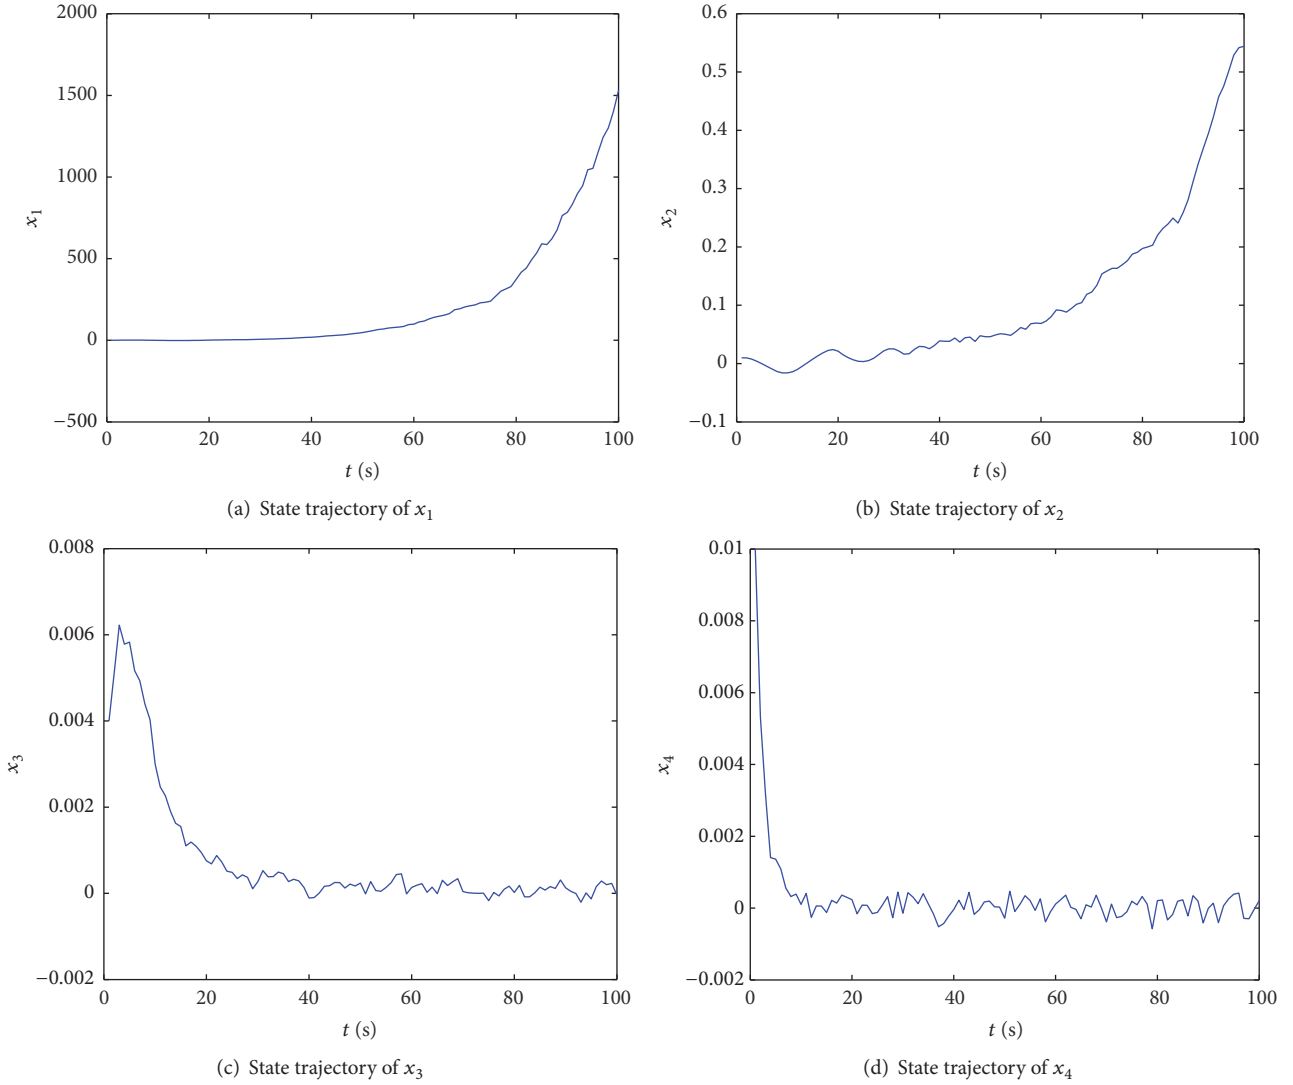 2000
1500
1000
500
0
−500
x1
0 20 40 60 80 100
t (s)
(a) State trajectory of x1
0.6
0.5
0.4
0.3
0.2
0.1
0
−0.1
x2
0 20 40 60 80 100
t (s)
(b) State trajectory of x2
0.008
0.006
0.004
0.002
0
−0.002
x3
0 20 40 60 80 100
t (s)
(c) State trajectory of x3
0.01
0.008
0.006
0.004
0.002
0
−0.002
x4
0 20 40 60 80 100
t (s)
(d) State trajectory of x4